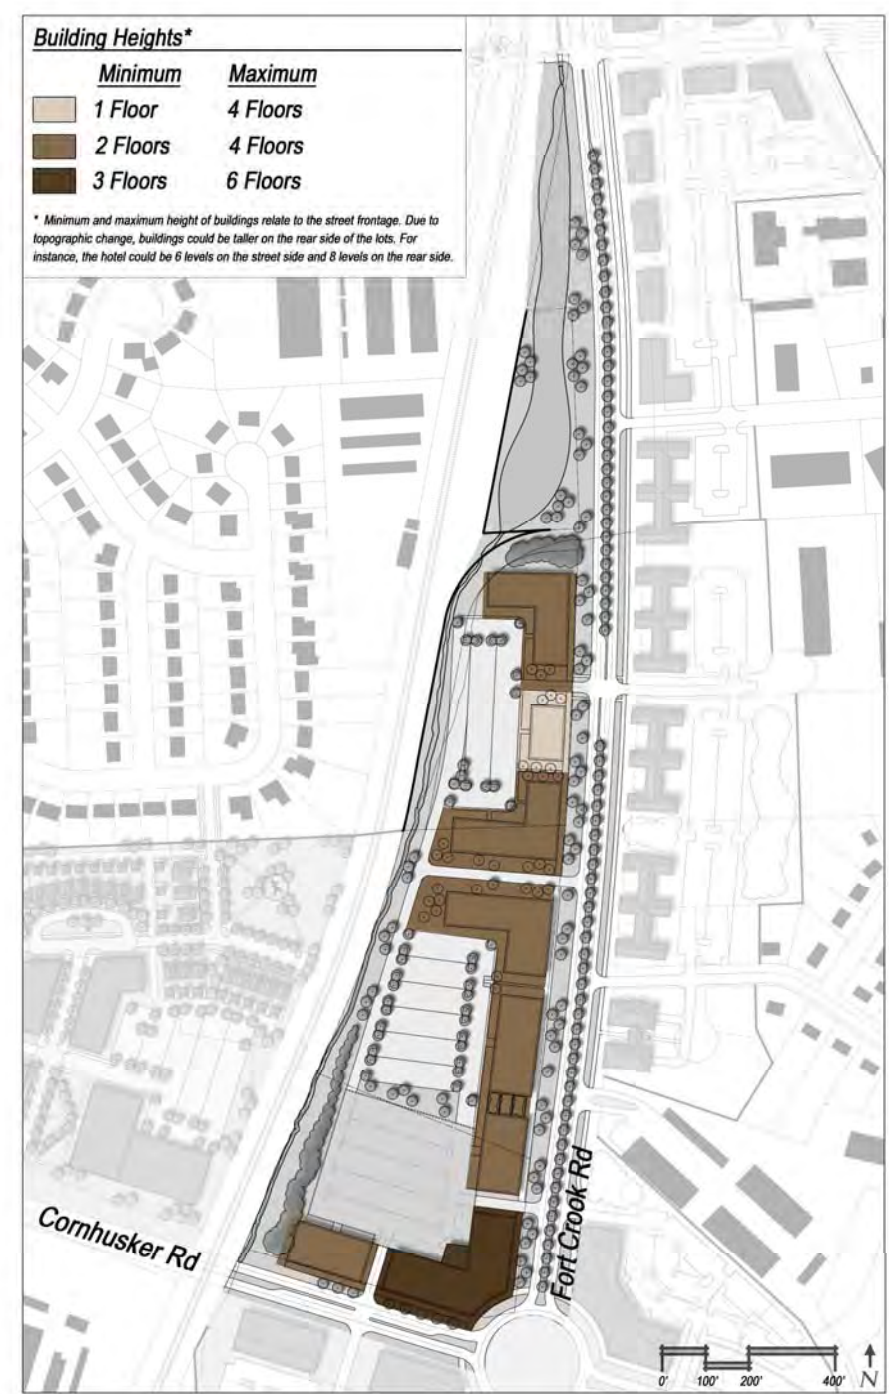 Building Heights*
Minimum Maximum
1 Floor 4 Floors
2 Floors 4 Floors
3 Floors 6 Floors
* Minimum and maximum height of buildings relate to the street frontage. Due to
topographic change, buildings could be taller on the rear side of the lots. For
instance, the hotel could be 6 levels on the street side and 8 levels on the rear side.
Cornhusker Rd
Fort Crook Rd
0' 100' 200' 400' N